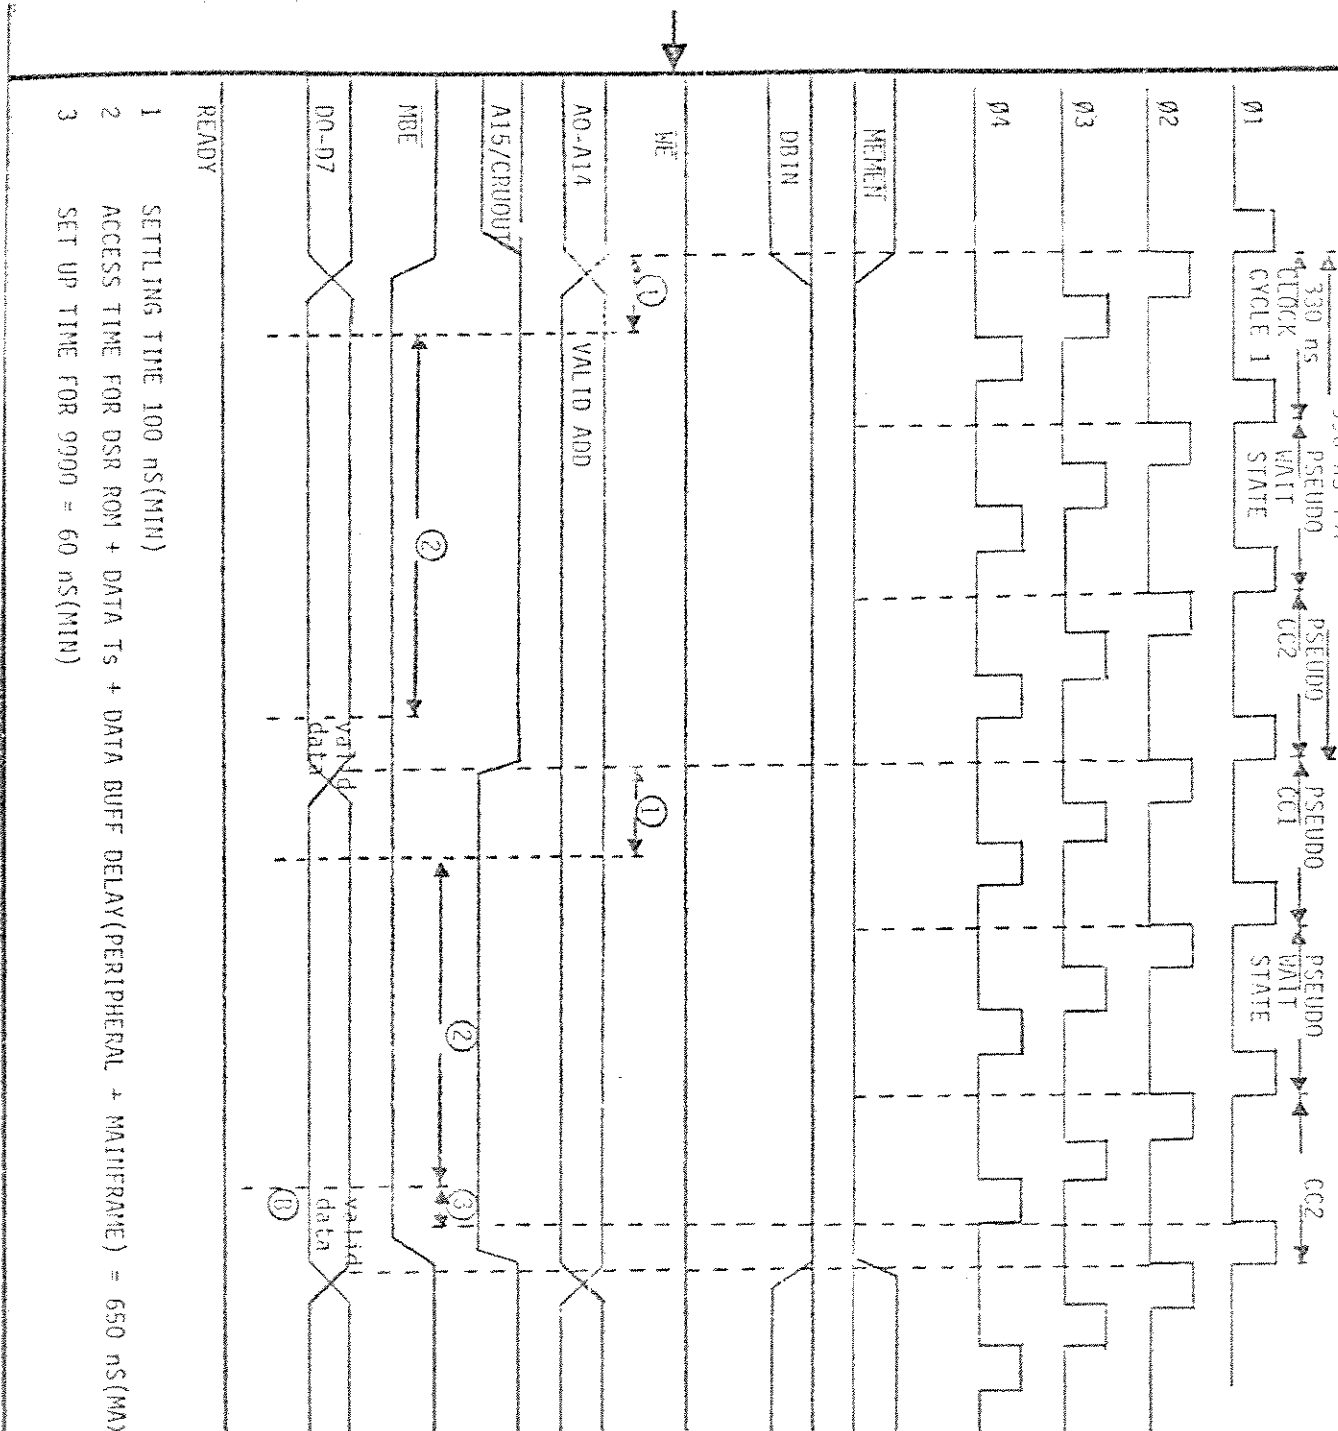 330 ns
CLOCK
CYCLE 1
PSEUDO
WAIT
STATE
PSEUDO
CC2
PSEUDO
CC1
PSEUDO
WAIT
STATE
CC2
Ø1
Ø2
Ø3
Ø4
MEMEN
DBIN
WE
①
①
A0-A14
VALID ADD
A15/CRUOUT
MBE
②
②
③
D0-D7
valid
data
valid
data
Ⓑ
READY
1 SETTLING TIME 100 nS(MIN)
2 ACCESS TIME FOR DSR ROM + DATA Ts + DATA BUFF DELAY(PERIPHERAL + MAINFRAME) = 650 nS(MA)
3 SET UP TIME FOR 9900 = 60 nS(MIN)